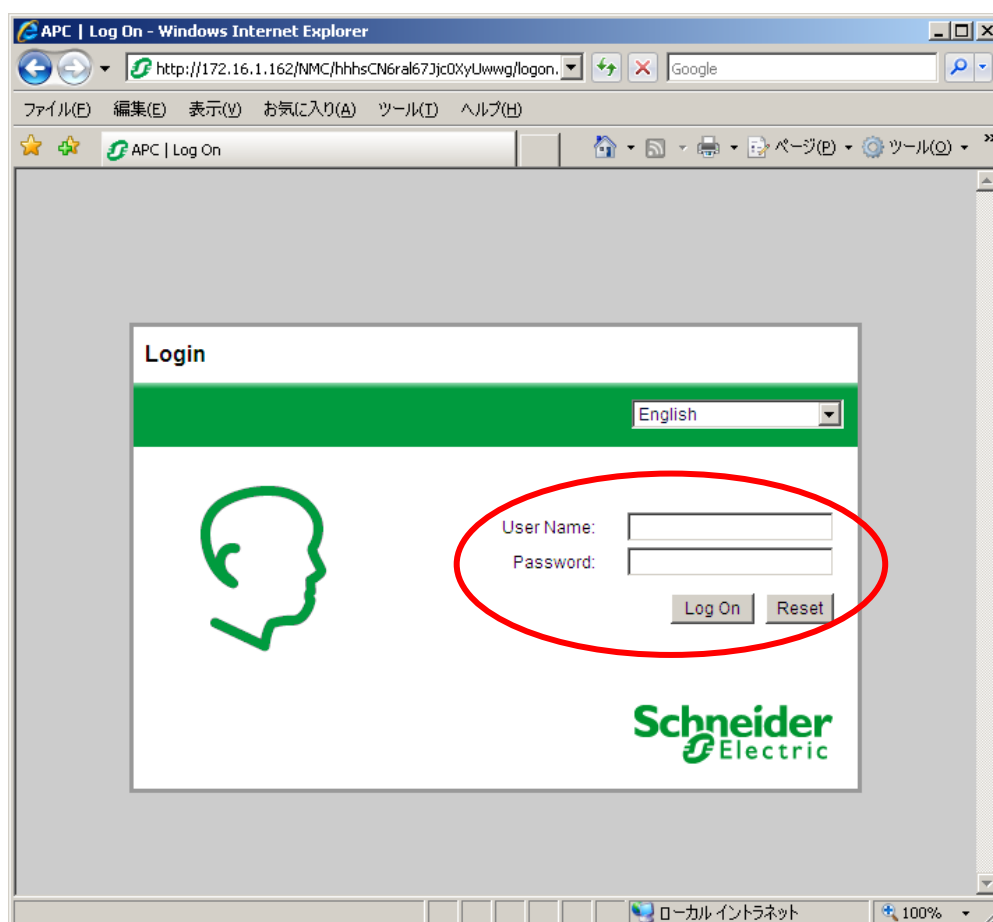 APC | Log On - Windows Internet Explorer
http://172.16.1.162/NMC/hhhsCN6ral67Jjc0XyUwwg/logon.
Google
ファイル(F) 編集(E) 表示(V) お気に入り(A) ツール(T) ヘルプ(H)
APC | Log On
ページ(P) ツール(O) »
Login
English
User Name:
Password:
Log On Reset
Schneider
Electric
ローカル イントラネット 100%